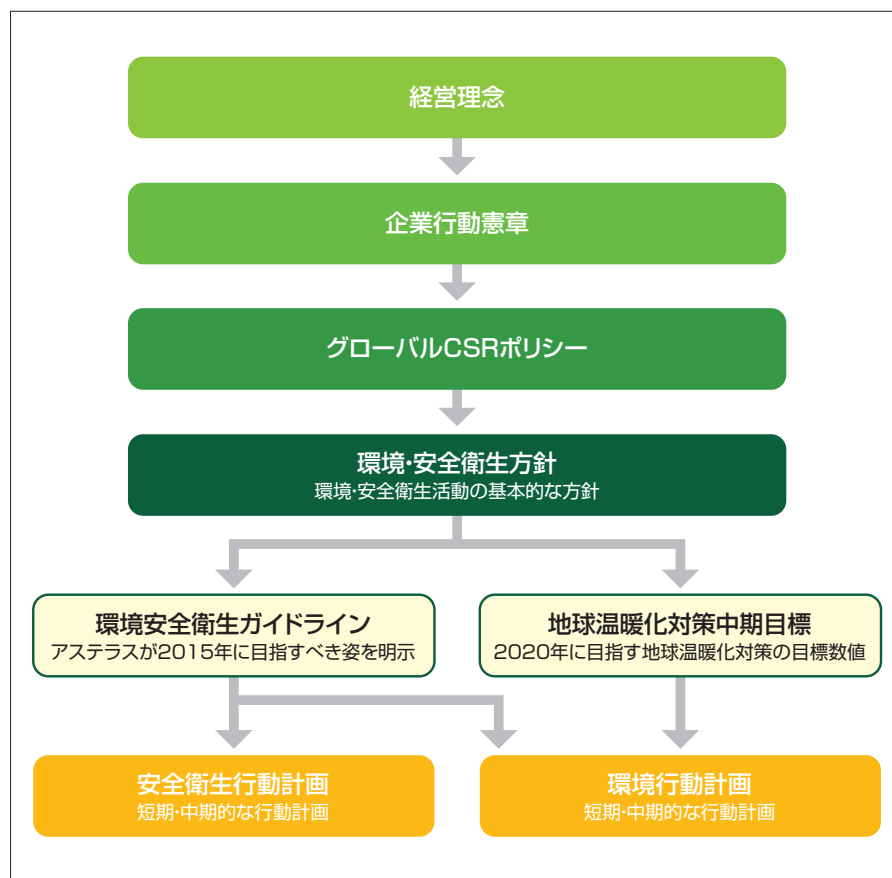 経営理念
企業行動憲章
グローバルCSRポリシー
環境・安全衛生方針
環境・安全衛生活動の基本的な方針
環境安全衛生ガイドライン
アステラスが2015年に目指すべき姿を明示
地球温暖化対策中期目標
2020年に目指す地球温暖化対策の目標数値
安全衛生行動計画
短期・中期的な行動計画
環境行動計画
短期・中期的な行動計画